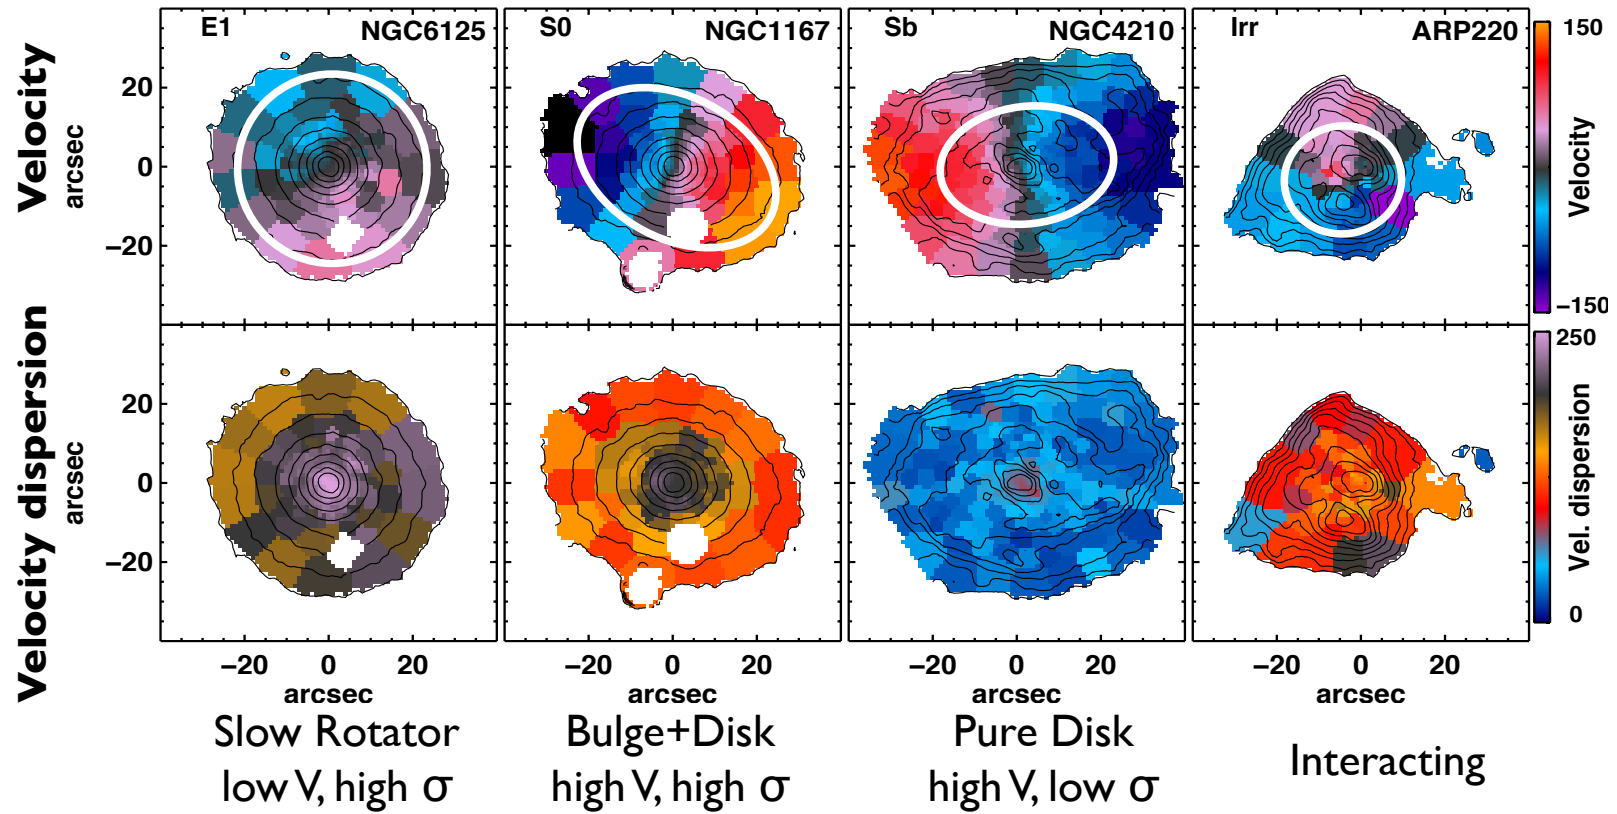 E1 NGC6125
S0 NGC1167
Sb NGC4210
Irr ARP220
150
Velocity
−150
Velocity
arcsec
20
0
−20
250
Vel. dispersion
0
Velocity dispersion
arcsec
20
0
−20
−20 0 20
−20 0 20
−20 0 20
−20 0 20
arcsec
arcsec
arcsec
arcsec
Slow Rotator
low V, high σ
Bulge+Disk
high V, high σ
Pure Disk
high V, low σ
Interacting